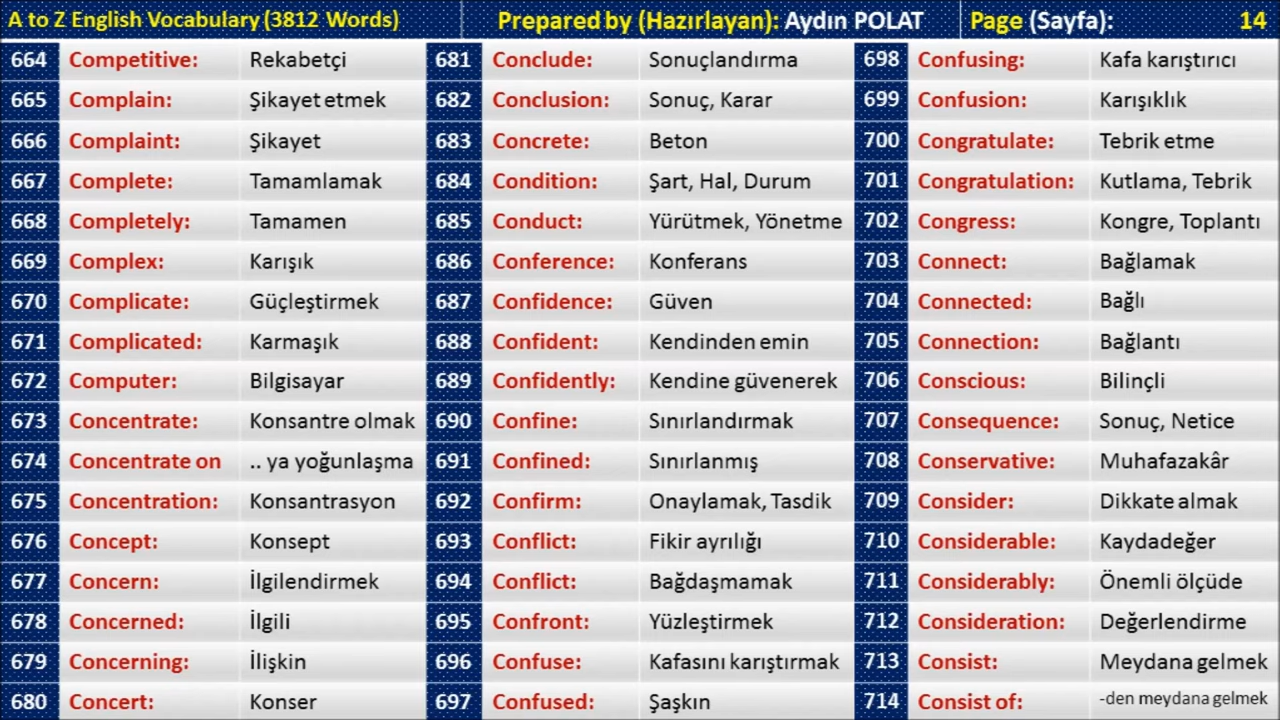 A to Z English Vocabulary (3812 Words) Prepared by (Hazırlayan): Aydın POLAT Page (Sayfa): 14
664 Competitive: Rekabetçi 681 Conclude: Sonuçlandırma 698 Confusing: Kafa karıştırıcı
665 Complain: Şikayet etmek 682 Conclusion: Sonuç, Karar 699 Confusion: Karışıklık
666 Complaint: Şikayet 683 Concrete: Beton 700 Congratulate: Tebrik etme
667 Complete: Tamamlamak 684 Condition: Şart, Hal, Durum 701 Congratulation: Kutlama, Tebrik
668 Completely: Tamamen 685 Conduct: Yürütmek, Yönetme 702 Congress: Kongre, Toplantı
669 Complex: Karışık 686 Conference: Konferans 703 Connect: Bağlamak
670 Complicate: Güçleştirmek 687 Confidence: Güven 704 Connected: Bağlı
671 Complicated: Karmaşık 688 Confident: Kendinden emin 705 Connection: Bağlantı
672 Computer: Bilgisayar 689 Confidently: Kendine güvenerek 706 Conscious: Bilinçli
673 Concentrate: Konsantre olmak 690 Confine: Sınırlandırmak 707 Consequence: Sonuç, Netice
674 Concentrate on .. ya yoğunlaşma 691 Confined: Sınırlanmış 708 Conservative: Muhafazakâr
675 Concentration: Konsantrasyon 692 Confirm: Onaylamak, Tasdik 709 Consider: Dikkate almak
676 Concept: Konsept 693 Conflict: Fikir ayrılığı 710 Considerable: Kaydadeğer
677 Concern: İlgilendirmek 694 Conflict: Bağdaşmamak 711 Considerably: Önemli ölçüde
678 Concerned: İlgili 695 Confront: Yüzleştirmek 712 Consideration: Değerlendirme
679 Concerning: İlişkin 696 Confuse: Kafasını karıştırmak 713 Consist: Meydana gelmek
680 Concert: Konser 697 Confused: Şaşkın 714 Consist of: -den meydana gelmek